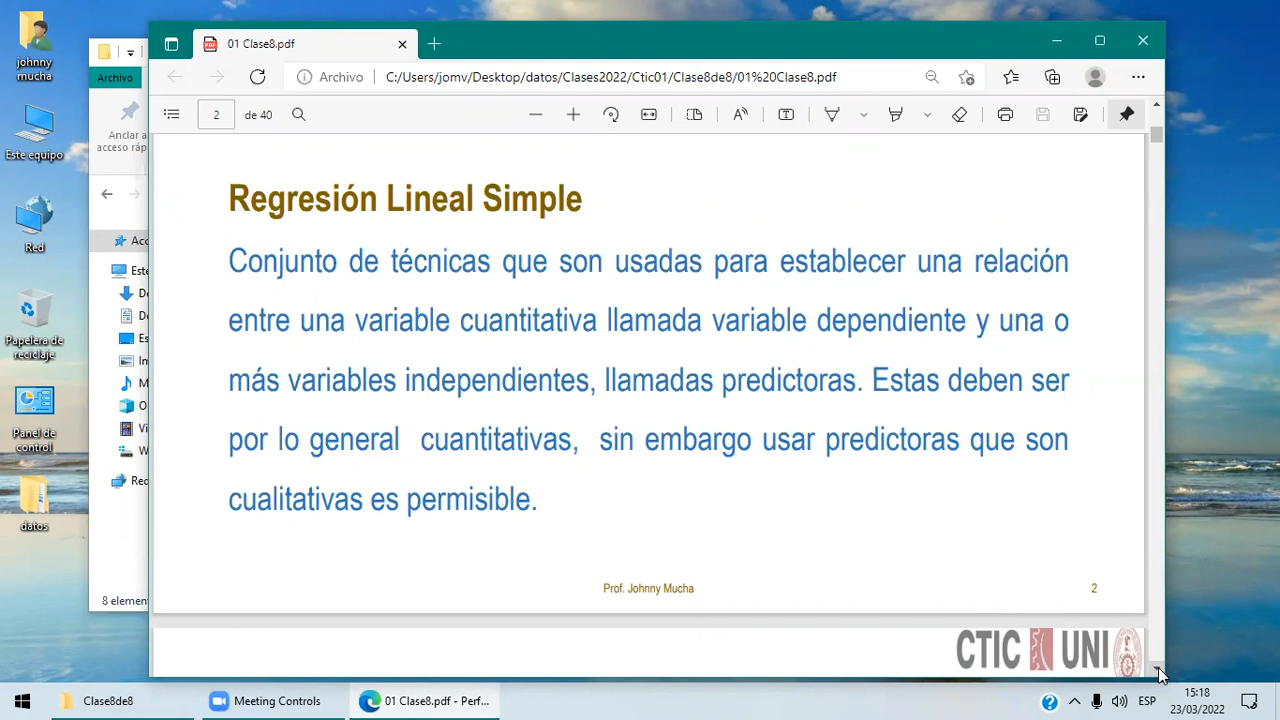 johnny
mucha
Este equipo
Red
Papelera de
reciclaje
Panel de
control
datos
Archivo
Anclar a
acceso ráp
8 element
01 Clase8.pdf
Archivo
C:/Users/jomv/Desktop/datos/Clases2022/Ctic01/Clase8de8/01%20Clase8.pdf
2 de 40
Regresión Lineal Simple
Conjunto de técnicas que son usadas para establecer una relación
entre una variable cuantitativa llamada variable dependiente y una o
más variables independientes, llamadas predictoras. Estas deben ser
por lo general cuantitativas, sin embargo usar predictoras que son
cualitativas es permisible.
Prof. Johnny Mucha
2
CTIC UNI
Clase8de8
Meeting Controls
01 Clase8.pdf - Perf...
ESP
15:18
23/03/2022